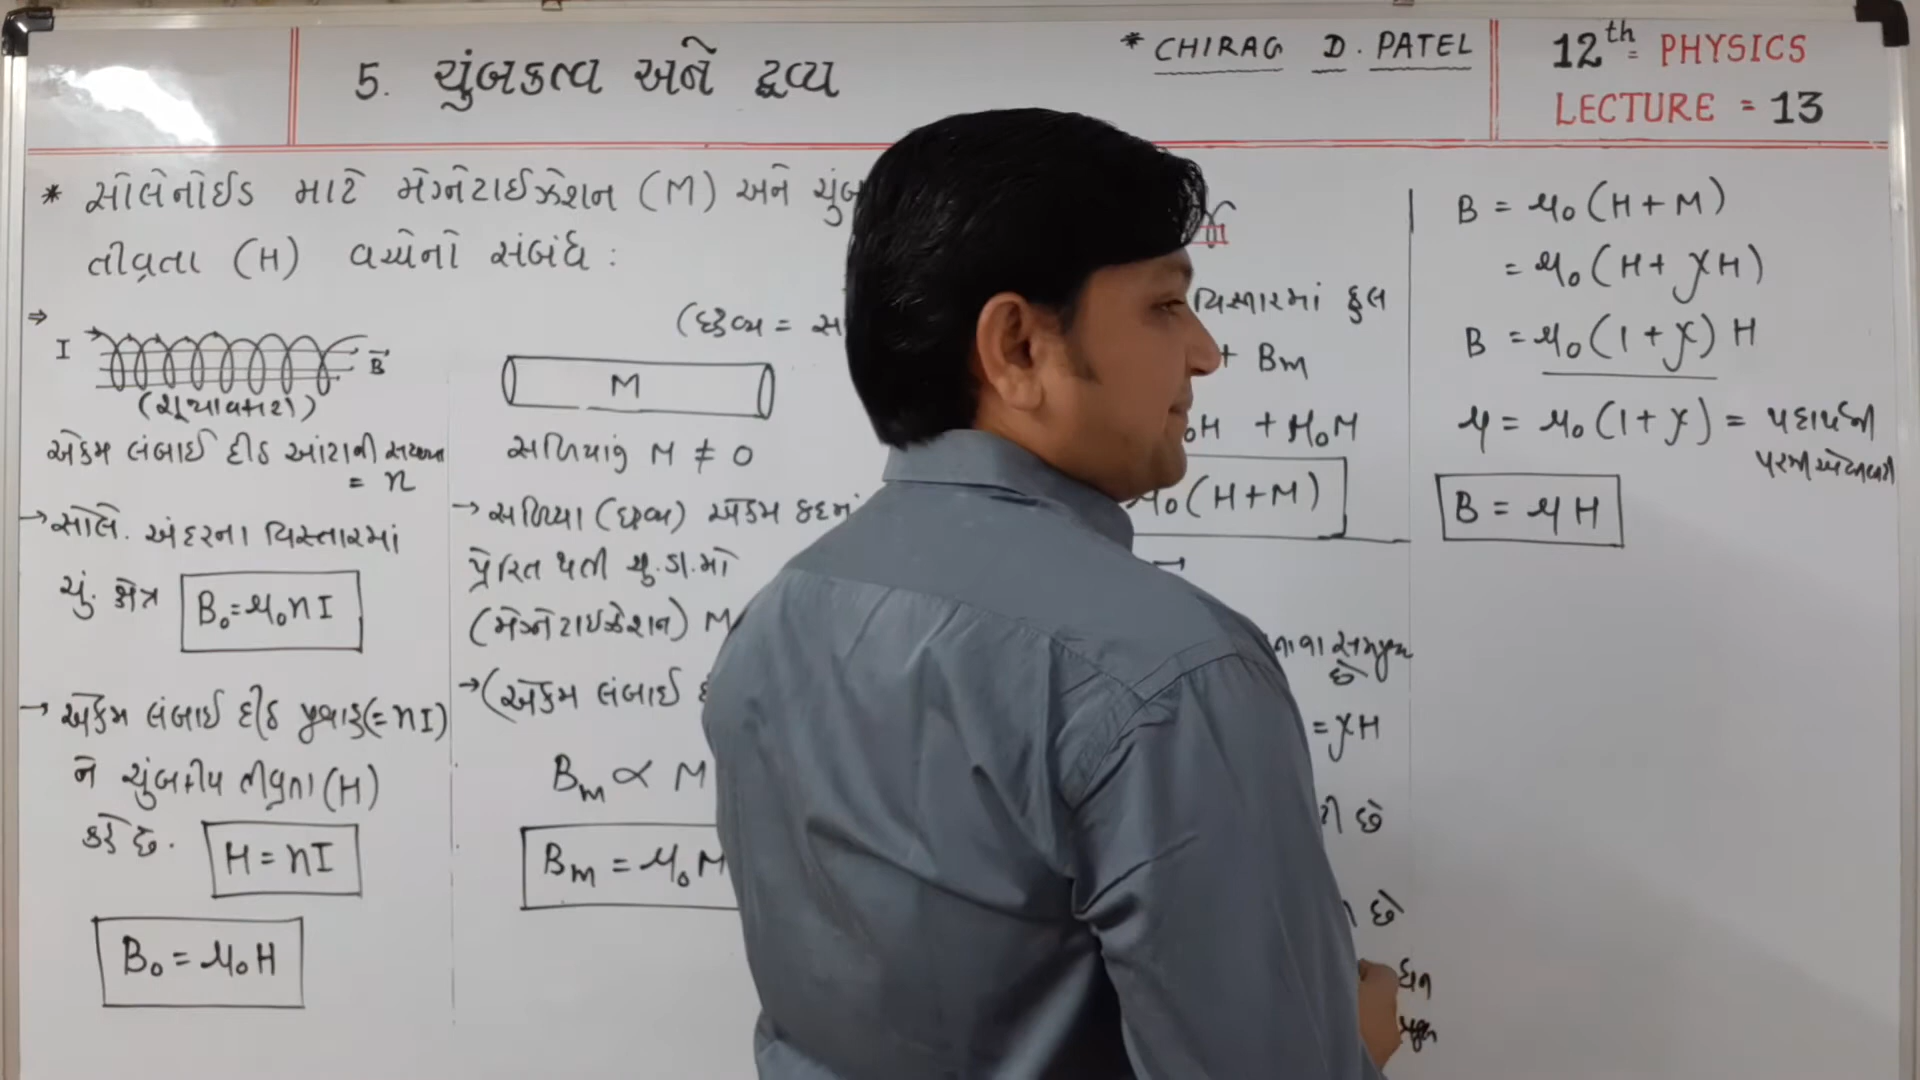 5. ચુંબકત્વ અને દ્રવ્ય
* CHIRAG D. PATEL
12th PHYSICS
LECTURE = 13
* સોલેનોઈડ માટે મેગ્નેટાઈઝેશન (M) અને ચુંબ
તીવ્રતા (H) વચ્ચેનો સંબંધ :
⇒
I
B
(શૂન્યાવકાશ)
એકમ લંબાઈ દીઠ આંટાની સંખ્યા
= n
→ સોલે. અંદરના વિસ્તારમાં
ચું. ક્ષેત્ર B₀=μ₀nI
→ એકમ લંબાઈ દીઠ પ્રવાહ(=nI)
ને ચુંબકીય તીવ્રતા (H)
કહે છે. H=nI
B₀=μ₀H
M
સળિયાનું M ≠ 0
→ સળિયા (દ્રવ્ય) એકમ કદમાં
પ્રેરિત થતી ચુ.ડા.મો
(મેગ્નેટાઈઝેશન) M
→ (એકમ લંબાઈ
Bm ∝ M
Bm = μ₀M
વિસ્તારમાં કુલ
+ Bm
₀H + μ₀M
μ₀(H+M)
= χH
છે
B = μ₀(H+M)
= μ₀(H+χH)
B = μ₀(1+χ) H
μ = μ₀(1+χ) = પદાર્થની
B = μH